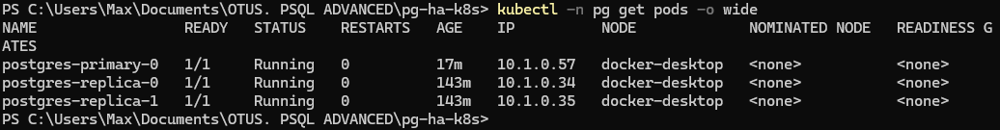 PS C:\Users\Max\Documents\OTUS. PSQL ADVANCED\pg-ha-k8s> kubectl -n pg get pods -o wide
NAME                 READY   STATUS    RESTARTS   AGE    IP          NODE             NOMINATED NODE   READINESS G
ATES
postgres-primary-0   1/1     Running   0          17m    10.1.0.57   docker-desktop   <none>           <none>
postgres-replica-0   1/1     Running   0          143m   10.1.0.34   docker-desktop   <none>           <none>
postgres-replica-1   1/1     Running   0          143m   10.1.0.35   docker-desktop   <none>           <none>
PS C:\Users\Max\Documents\OTUS. PSQL ADVANCED\pg-ha-k8s>